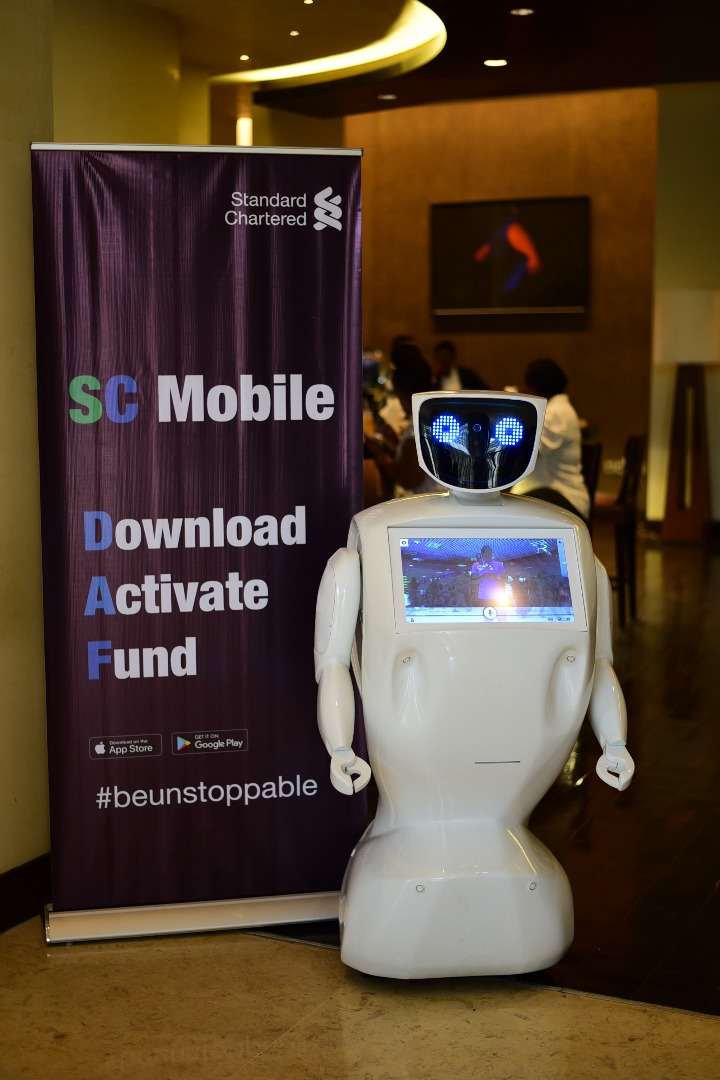 Standard
Chartered
SC Mobile
Download
Activate
Fund
Download on the
App Store
GET IT ON
Google Play
#beunstoppable